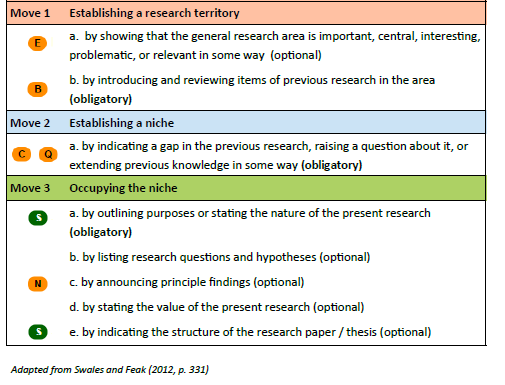 Move 1 Establishing a research territory
E a. by showing that the general research area is important, central, interesting,
problematic, or relevant in some way (optional)
B b. by introducing and reviewing items of previous research in the area
(obligatory)
Move 2 Establishing a niche
C Q a. by indicating a gap in the previous research, raising a question about it, or
extending previous knowledge in some way (obligatory)
Move 3 Occupying the niche
S a. by outlining purposes or stating the nature of the present research
(obligatory)
b. by listing research questions and hypotheses (optional)
N c. by announcing principle findings (optional)
d. by stating the value of the present research (optional)
S e. by indicating the structure of the research paper / thesis (optional)
Adapted from Swales and Feak (2012, p. 331)